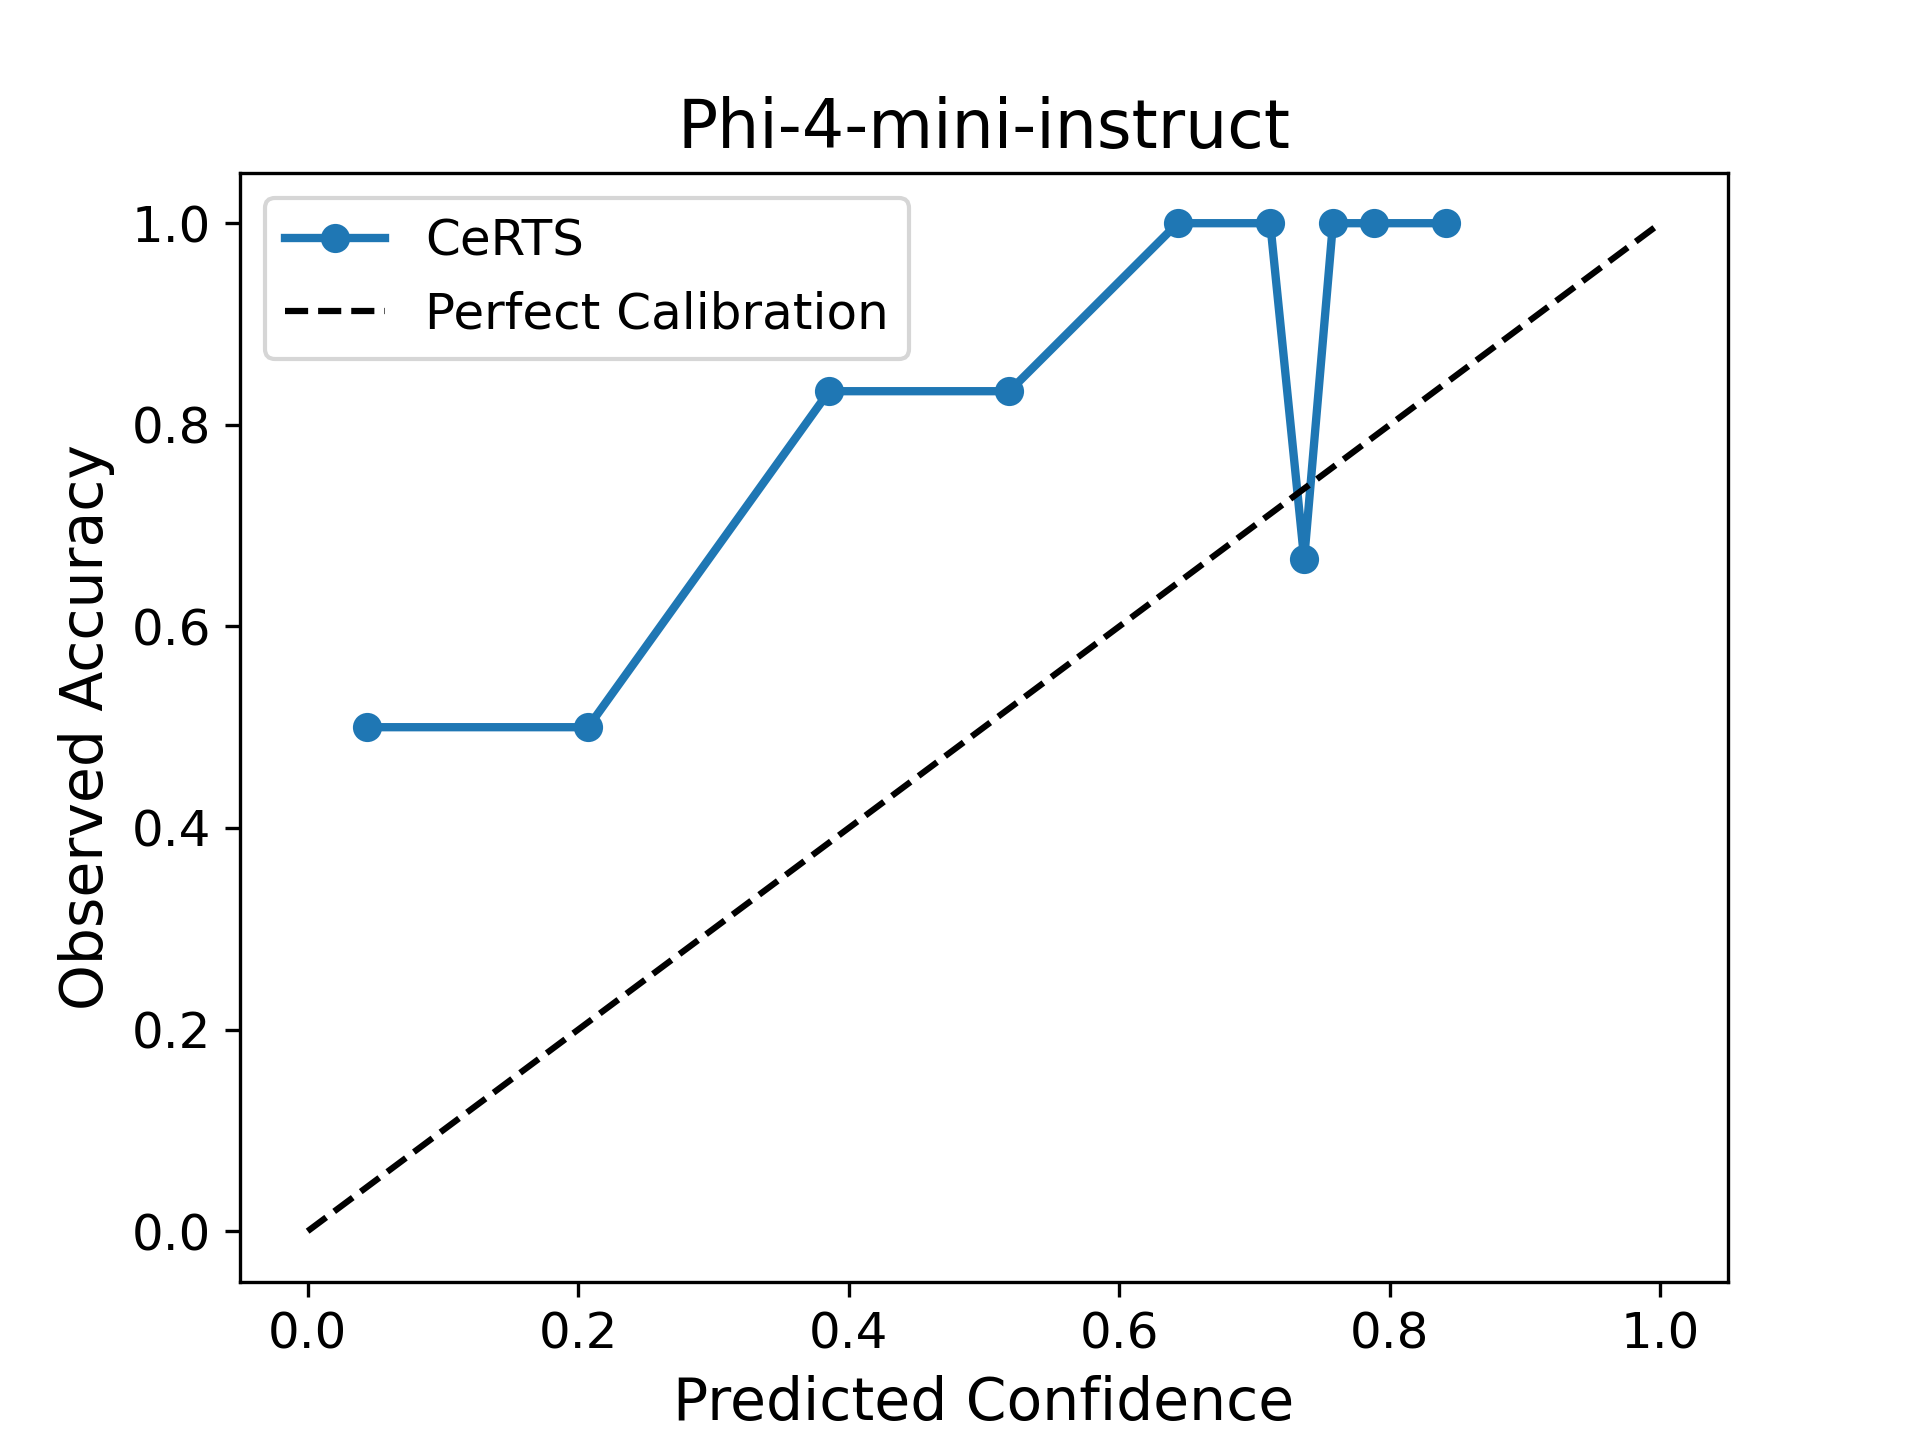 Phi-4-mini-instruct
CeRTS
Perfect Calibration
Observed Accuracy
1.0
0.8
0.6
0.4
0.2
0.0
0.0 0.2 0.4 0.6 0.8 1.0
Predicted Confidence